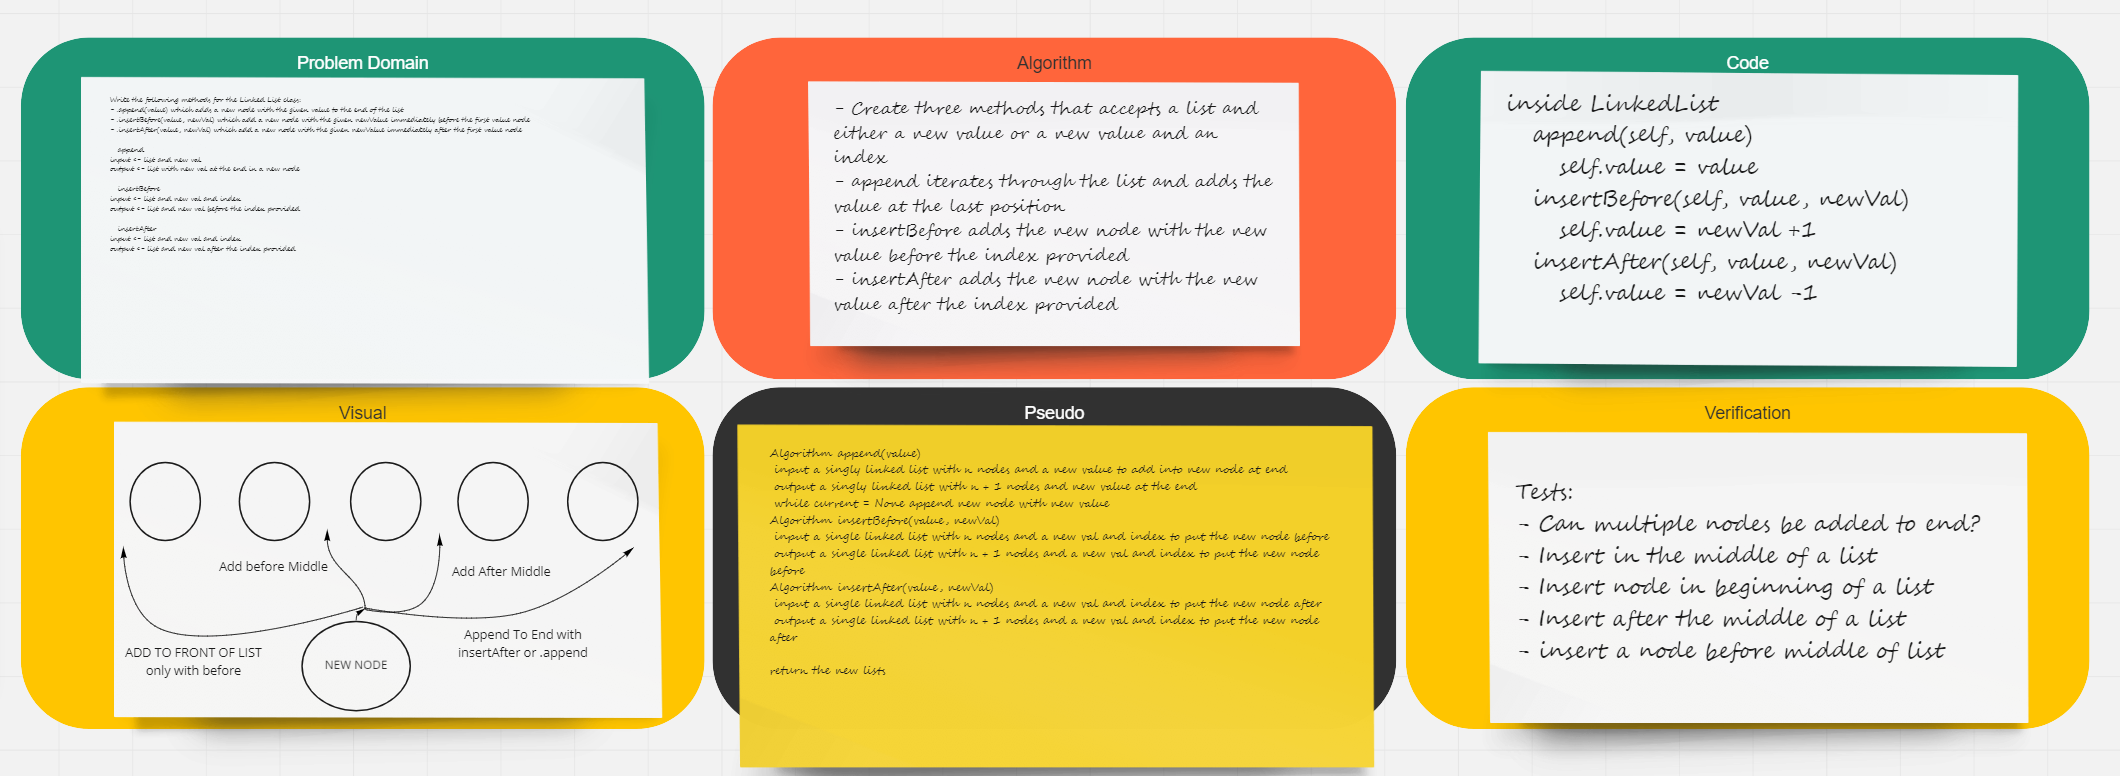 Problem Domain
Write the following methods for the Linked List class:
- .append(value) which adds a new node with the given value to the end of the list
- .insertBefore(value, newVal) which add a new node with the given newValue immediately before the first value node
- .insertAfter(value, newVal) which add a new node with the given newValue immediately after the first value node
append
input <- list and new val
output <- list with new val at the end in a new node
insertBefore
input <- list and new val and index
output <- list and new val before the index provided
insertAfter
input <- list and new val and index
output <- list and new val after the index provided
Algorithm
- Create three methods that accepts a list and
either a new value or a new value and an
index
- append iterates through the list and adds the
value at the last position
- insertBefore adds the new node with the new
value before the index provided
- insertAfter adds the new node with the new
value after the index provided
Code
inside LinkedList
append(self, value)
self.value = value
insertBefore(self, value, newVal)
self.value = newVal +1
insertAfter(self, value, newVal)
self.value = newVal -1
Visual
Add before Middle
Add After Middle
ADD TO FRONT OF LIST
only with before
NEW NODE
Append To End with
insertAfter or .append
Pseudo
Algorithm append(value)
input a singly linked list with n nodes and a new value to add into new node at end
output a singly linked list with n + 1 nodes and new value at the end
while current = None append new node with new value
Algorithm insertBefore(value, newVal)
input a single linked list with n nodes and a new val and index to put the new node before
output a single linked list with n + 1 nodes and a new val and index to put the new node
before
Algorithm insertAfter(value, newVal)
input a single linked list with n nodes and a new val and index to put the new node after
output a single linked list with n + 1 nodes and a new val and index to put the new node
after
return the new lists
Verification
Tests:
- Can multiple nodes be added to end?
- Insert in the middle of a list
- Insert node in beginning of a list
- Insert after the middle of a list
- insert a node before middle of list